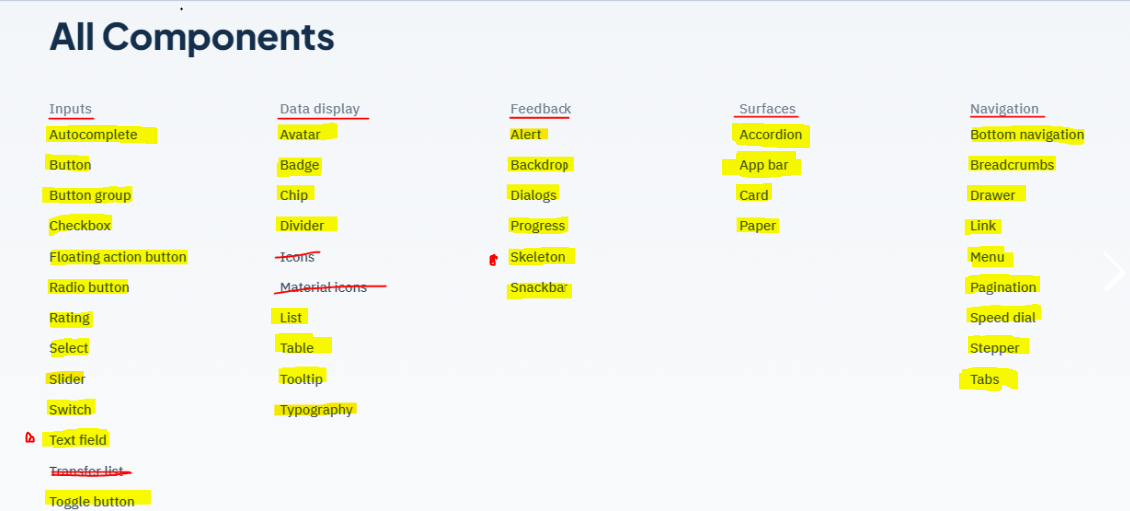 All Components
Inputs
Autocomplete
Button
Button group
Checkbox
Floating action button
Radio button
Rating
Select
Slider
Switch
Text field
Transfer list
Toggle button
Data display
Avatar
Badge
Chip
Divider
Icons
Material icons
List
Table
Tooltip
Typography
Feedback
Alert
Backdrop
Dialogs
Progress
Skeleton
Snackbar
Surfaces
Accordion
App bar
Card
Paper
Navigation
Bottom navigation
Breadcrumbs
Drawer
Link
Menu
Pagination
Speed dial
Stepper
Tabs